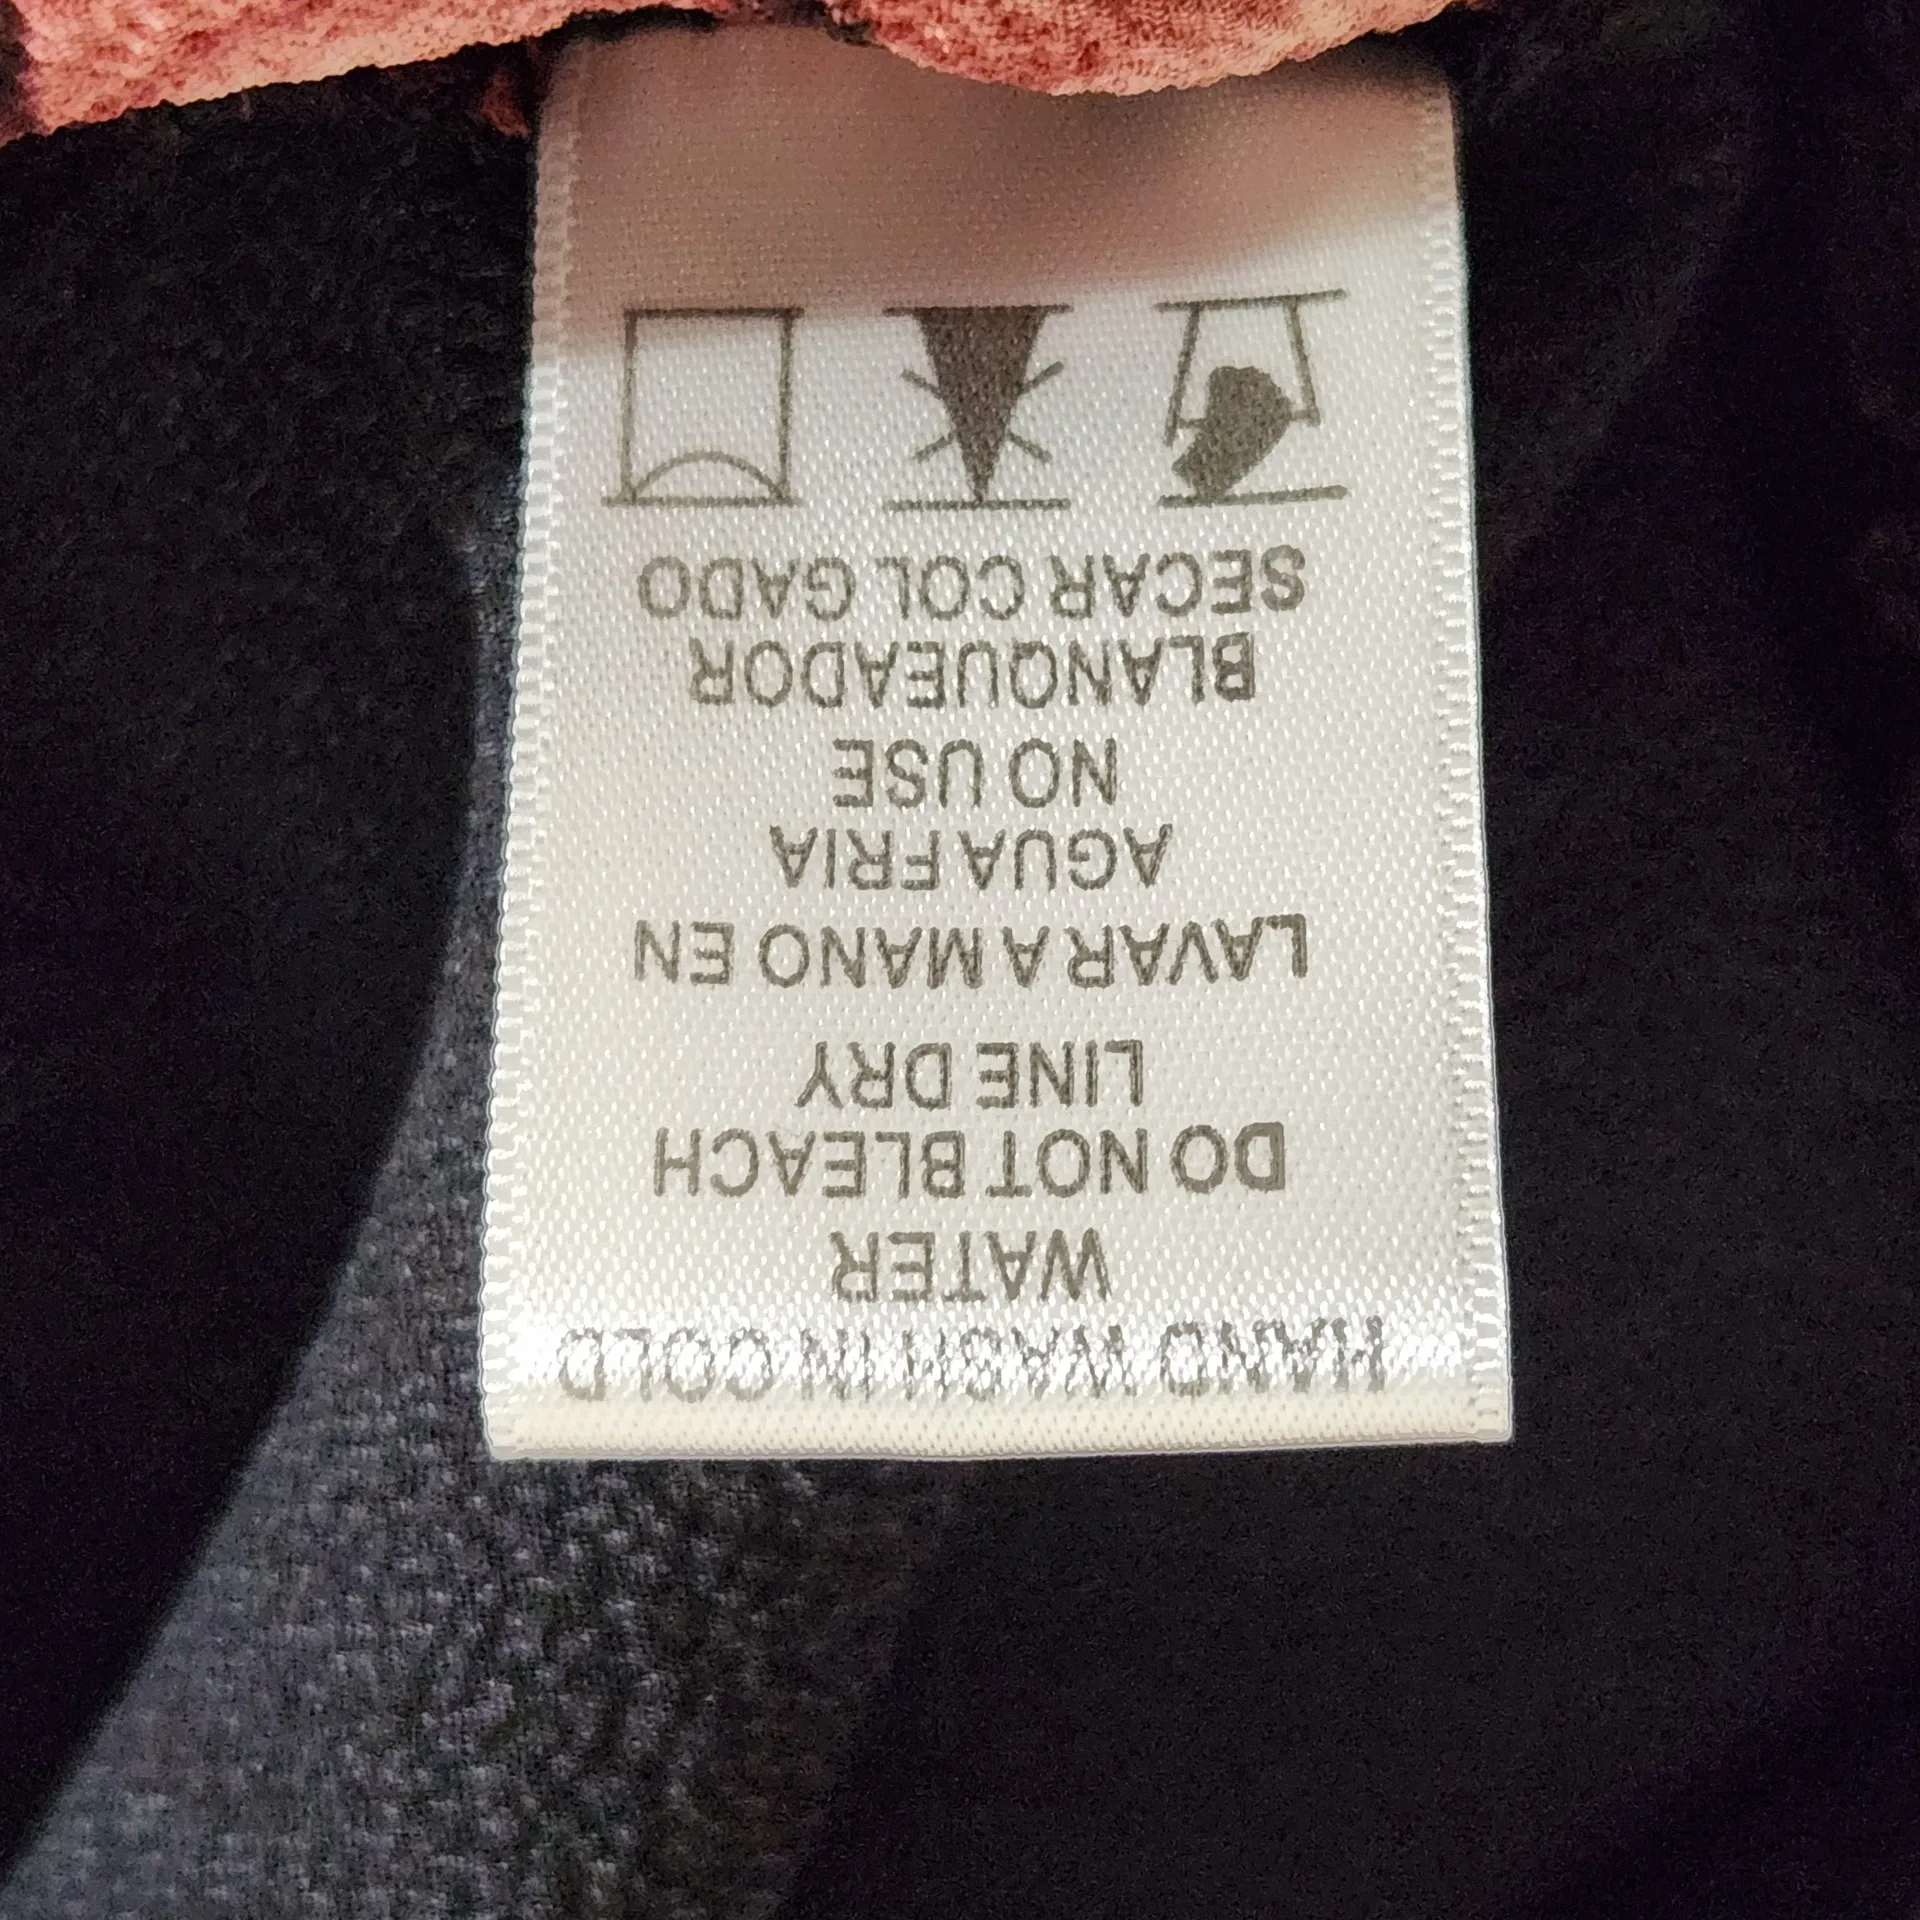 HAND WASH IN COLD
WATER
DO NOT BLEACH
LINE DRY
LAVAR A MANO EN
AGUA FRIA
NO USE
BLANQUEADOR
SECAR COL GADO